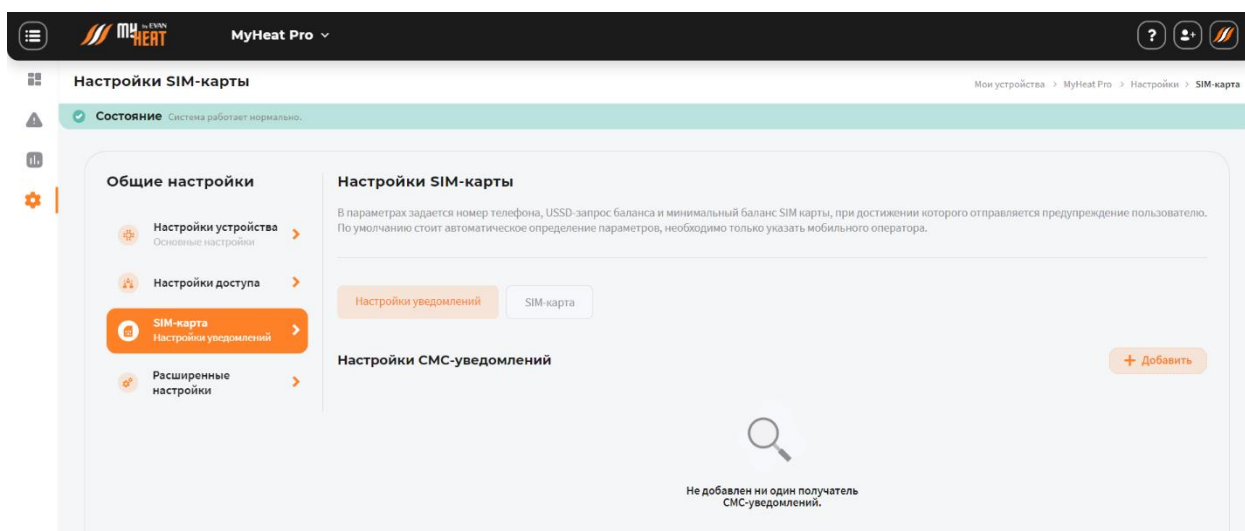 MYHEAT by EVAN
MyHeat Pro
?
Настройки SIM-карты
Мои устройства > MyHeat Pro > Настройки > SIM-карта
Состояние Система работает нормально.
Общие настройки
Настройки устройства
Основные настройки
Настройки доступа
SIM-карта
Настройки уведомлений
Расширенные
настройки
Настройки SIM-карты
В параметрах задается номер телефона, USSD-запрос баланса и минимальный баланс SIM карты, при достижении которого отправляется предупреждение пользователю.
По умолчанию стоит автоматическое определение параметров, необходимо только указать мобильного оператора.
Настройки уведомлений
SIM-карта
Настройки СМС-уведомлений
+ Добавить
Не добавлен ни один получатель
СМС-уведомлений.